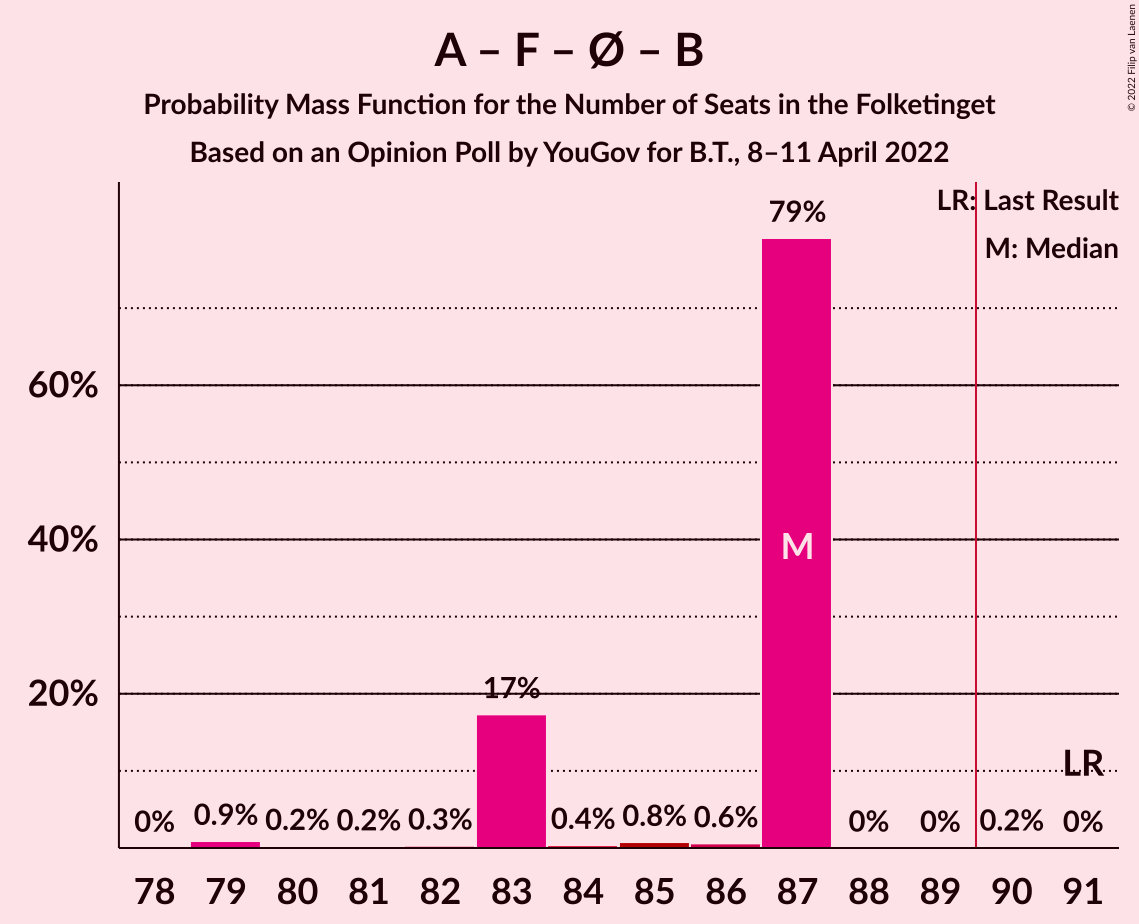 A – F – Ø – B
Probability Mass Function for the Number of Seats in the Folketinget
Based on an Opinion Poll by YouGov for B.T., 8–11 April 2022
© 2022 Filip van Laenen
LR: Last Result
M: Median
79%
60%
40%
M
20%
17%
LR
0% 0.9% 0.2% 0.2% 0.3% 0.4% 0.8% 0.6% 0% 0% 0.2% 0%
78 79 80 81 82 83 84 85 86 87 88 89 90 91